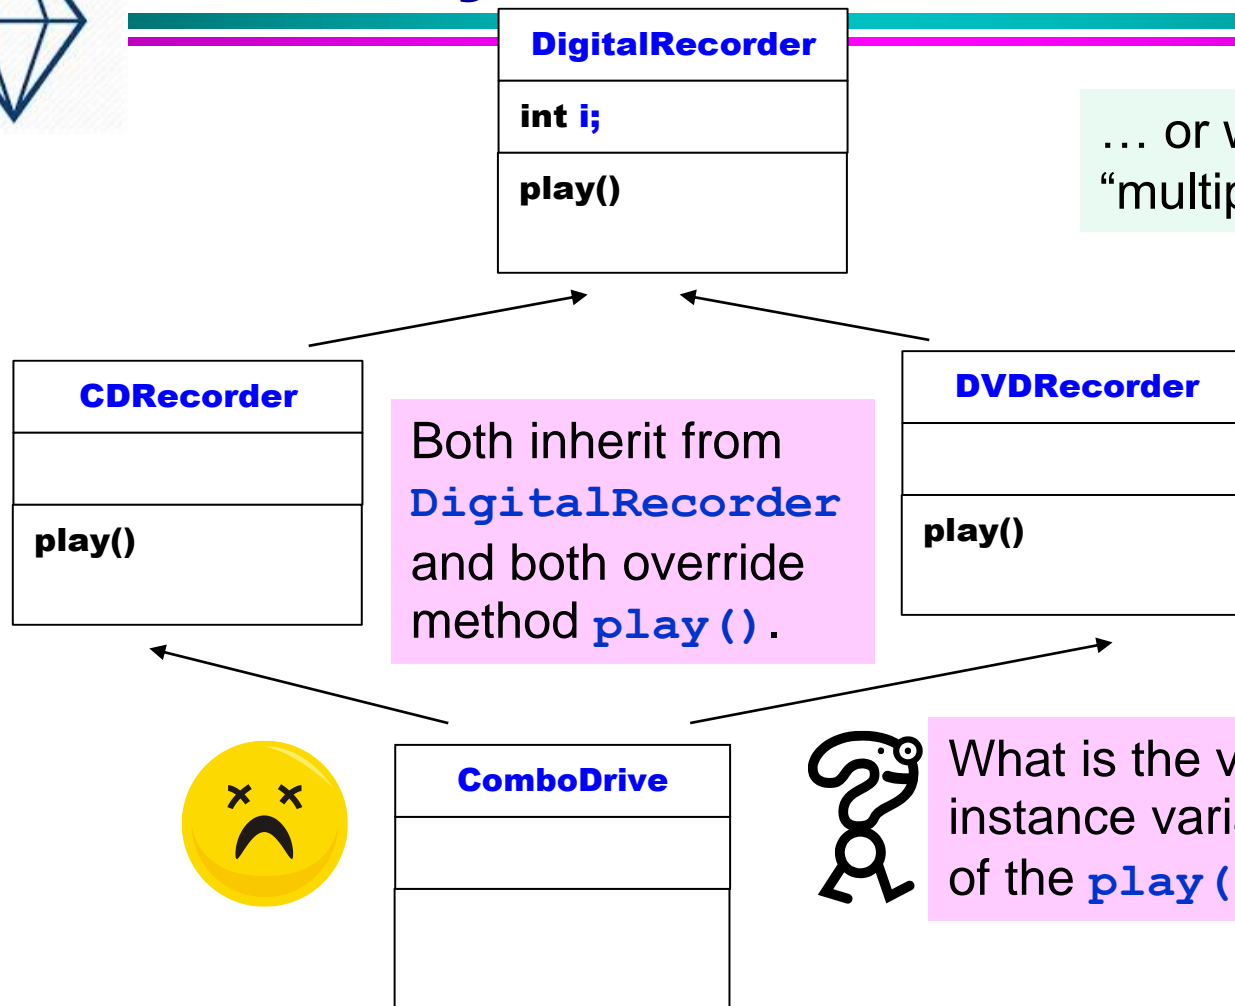 DigitalRecorder
int i;
play()
… or
“multip
CDRecorder
play()
Both inherit from
DigitalRecorder
and both override
method play().
DVDRecorder
play()
ComboDrive
What is the v
instance vari
of the play(